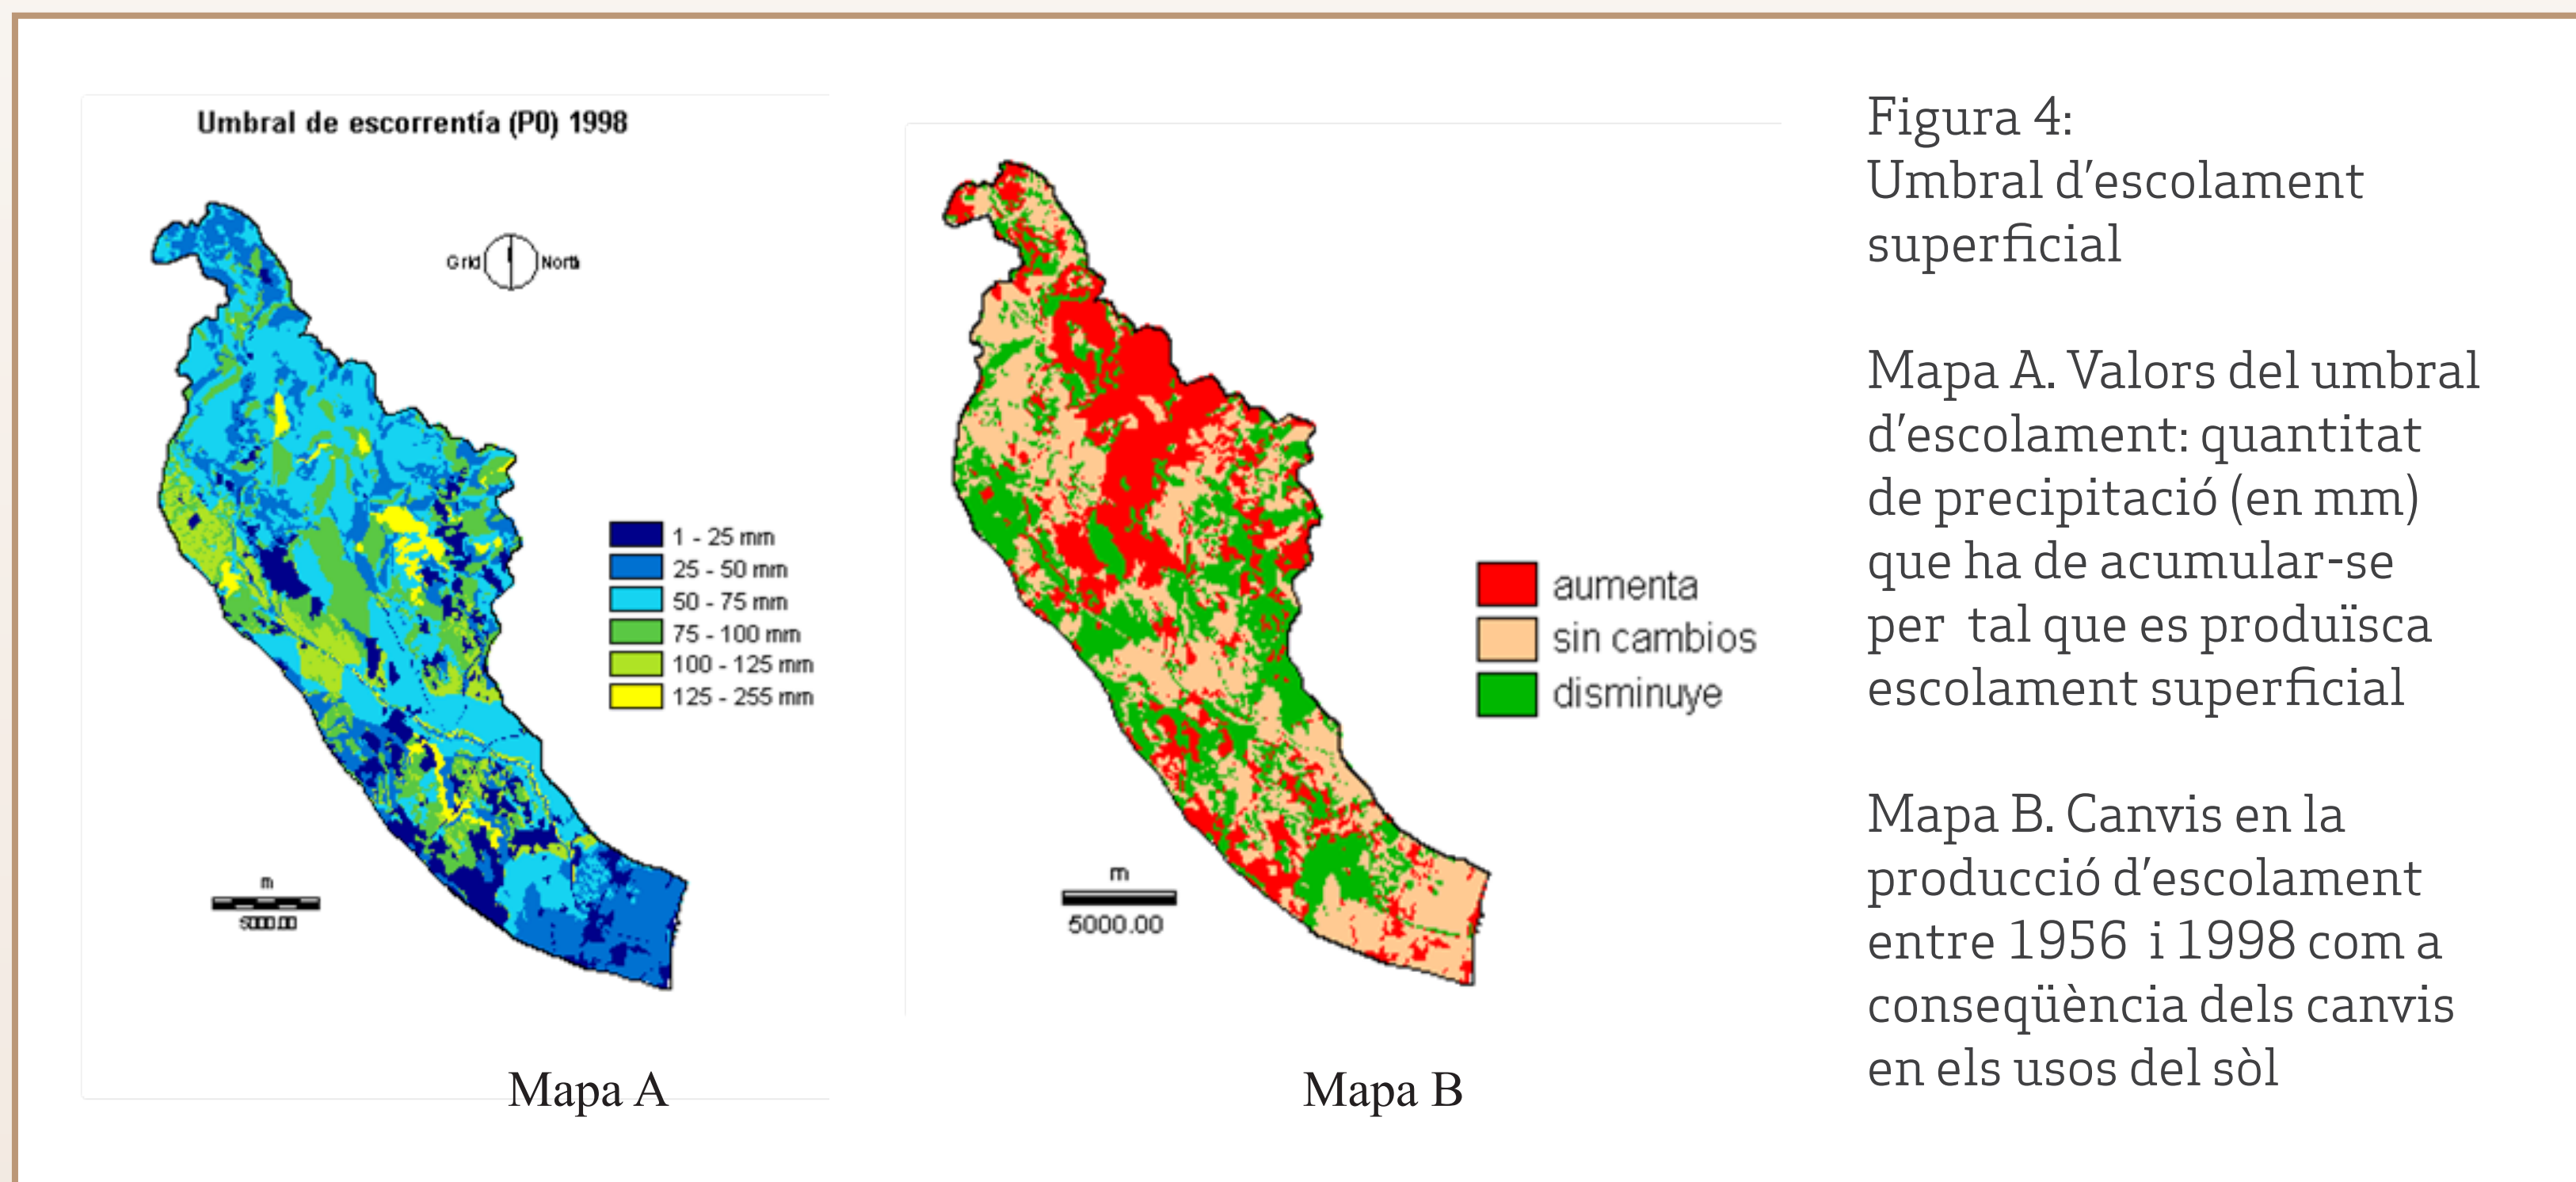 Umbral de escorrentía (P0) 1998
Grid North
1 - 25 mm
25 - 50 mm
50 - 75 mm
75 - 100 mm
100 - 125 mm
125 - 255 mm
m
5000.00
Mapa A
aumenta
sin cambios
disminuye
m
5000.00
Mapa B
Figura 4:
Umbral d’escolament
superficial
Mapa A. Valors del umbral
d’escolament: quantitat
de precipitació (en mm)
que ha de acumular-se
per tal que es produïsca
escolament superficial
Mapa B. Canvis en la
producció d’escolament
entre 1956 i 1998 com a
conseqüència dels canvis
en els usos del sòl